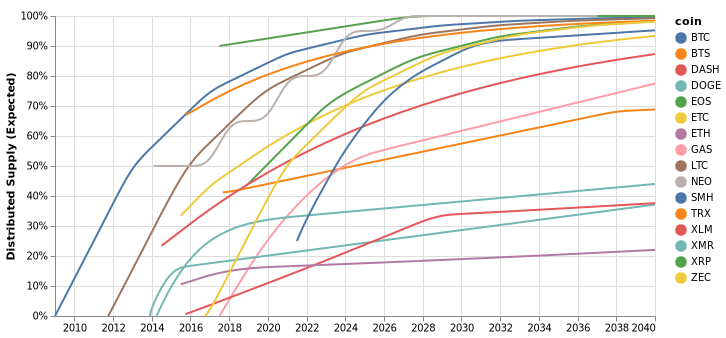 Distributed Supply (Expected)
100%
90%
80%
70%
60%
50%
40%
30%
20%
10%
0%
2010 2012 2014 2016 2018 2020 2022 2024 2026 2028 2030 2032 2034 2036 2038 2040
coin
BTC
BTS
DASH
DOGE
EOS
ETC
ETH
GAS
LTC
NEO
SMH
TRX
XLM
XMR
XRP
ZEC